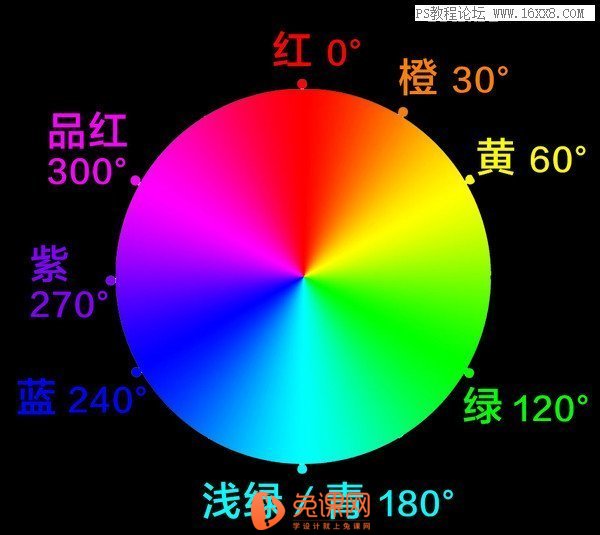 PS教程论坛 www.16xx8.com
红 0°
橙 30°
品红
300°
黄 60°
紫
270°
蓝 240°
绿 120°
浅绿 / 青 180°
免课网
学设计就上免课网